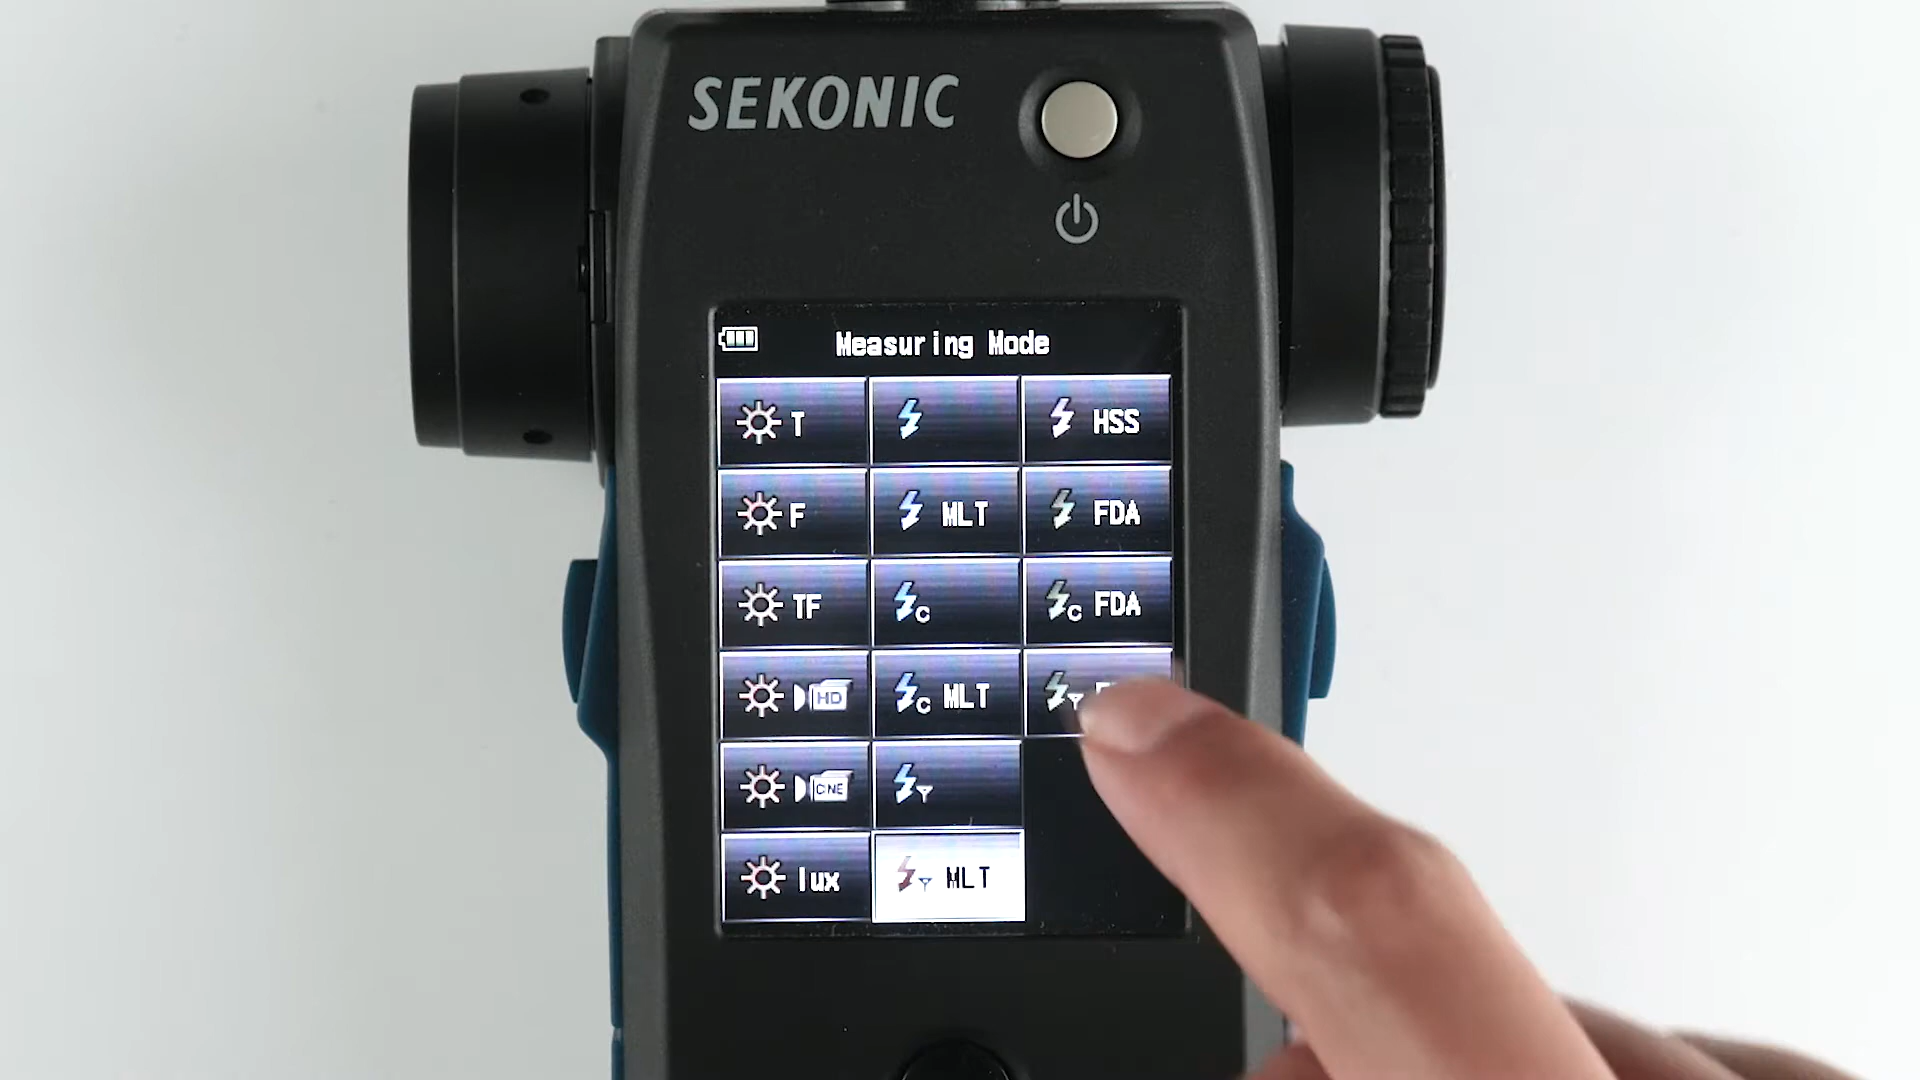 SEKONIC
Measuring Mode
T
HSS
F
MLT
FDA
TF
C
C FDA
HD
C MLT
CINE
lux
MLT